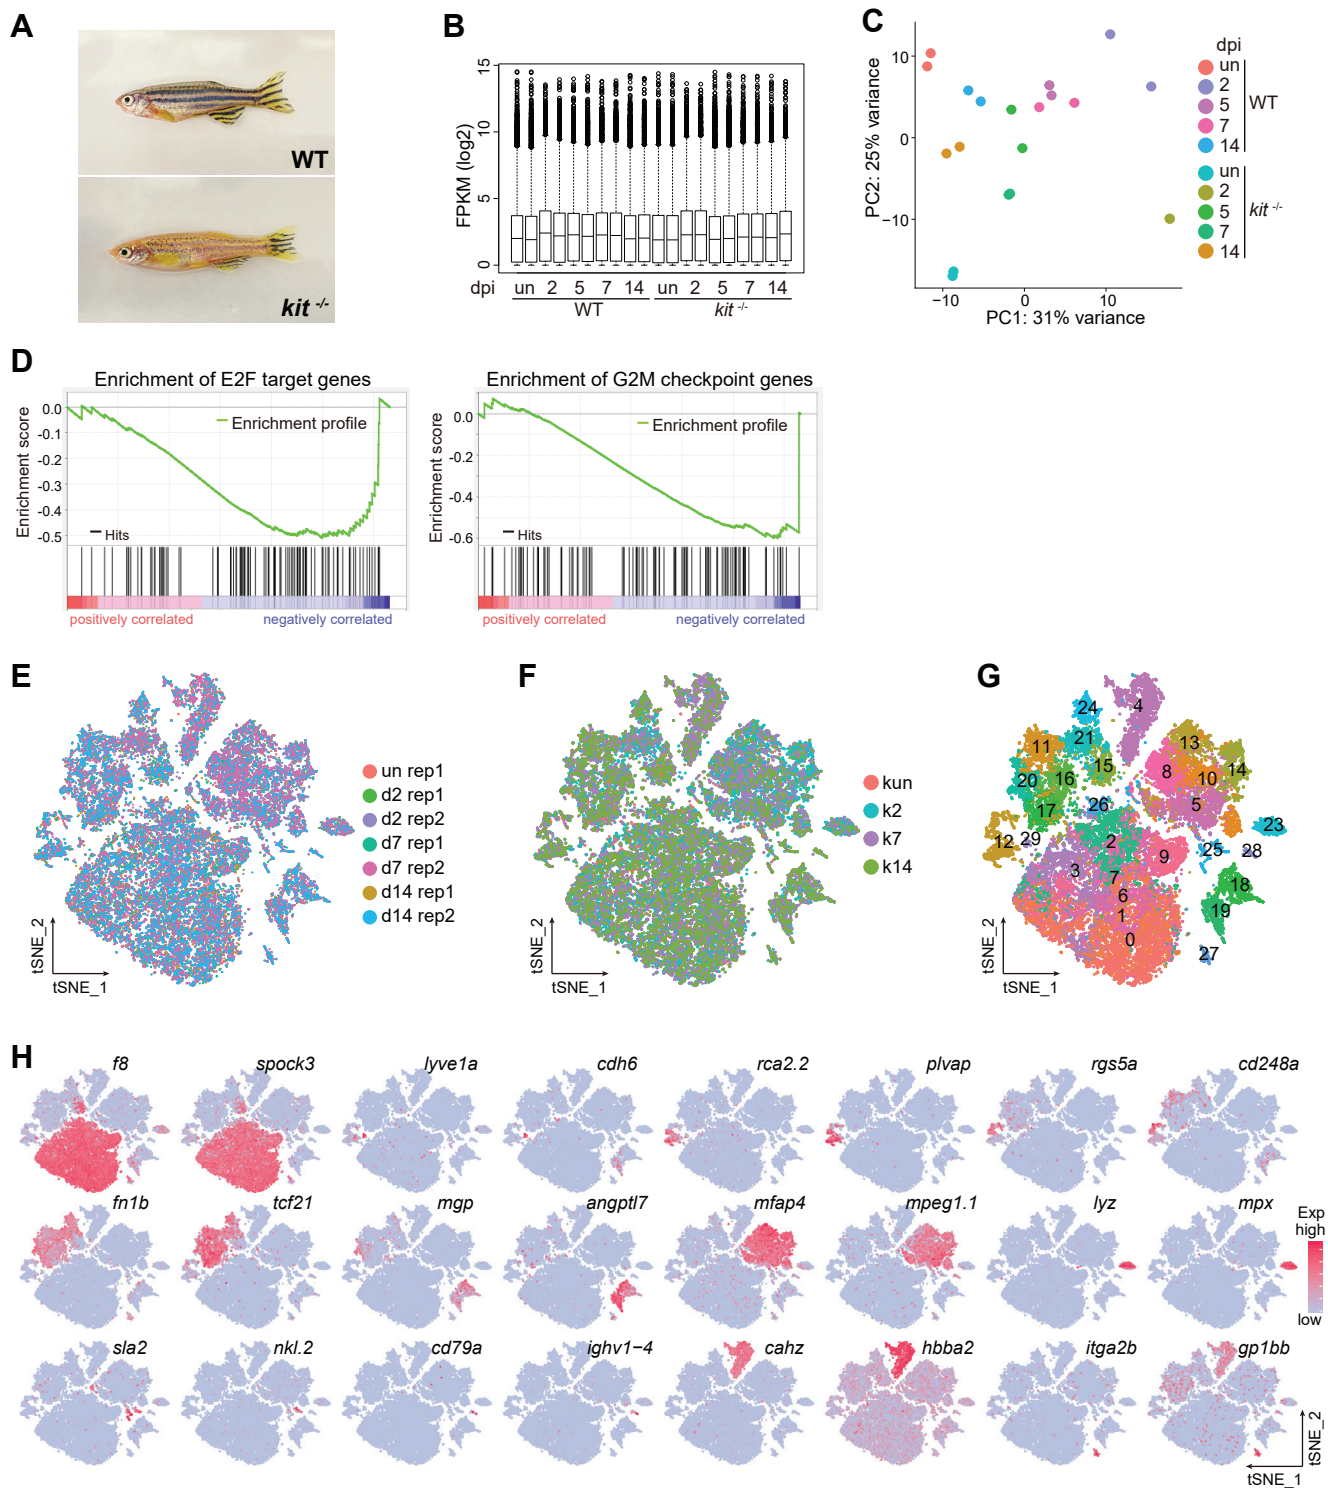 A
WT
kit -/-
B
FPKM (log2)
15
10
5
0
dpi un 2 5 7 14 un 2 5 7 14
WT kit -/-
C
PC2: 25% variance
10
0
−10
−10 0 10
PC1: 31% variance
dpi
un
2
5
7
14
WT
un
2
5
7
14
kit -/-
D
Enrichment of E2F target genes
Enrichment score
0.0
-0.1
-0.2
-0.3
-0.4
-0.5
Enrichment profile
Hits
positively correlated negatively correlated
Enrichment of G2M checkpoint genes
Enrichment score
0.0
-0.2
-0.4
-0.6
Enrichment profile
Hits
positively correlated negatively correlated
E
un rep1
d2 rep1
d2 rep2
d7 rep1
d7 rep2
d14 rep1
d14 rep2
tSNE_2
tSNE_1
F
kun
k2
k7
k14
tSNE_2
tSNE_1
G
24 4
11 21 13
20 16 15 8 10 14
17 26 5
12 29 2 9 25 28 23
3 7
6 18
1 19
0
27
tSNE_2
tSNE_1
H
f8 spock3 lyve1a cdh6 rca2.2 plvap rgs5a cd248a
fn1b tcf21 mgp angptl7 mfap4 mpeg1.1 lyz mpx
Exp
high
low
sla2 nkl.2 cd79a ighv1−4 cahz hbba2 itga2b gp1bb
tSNE_2
tSNE_1